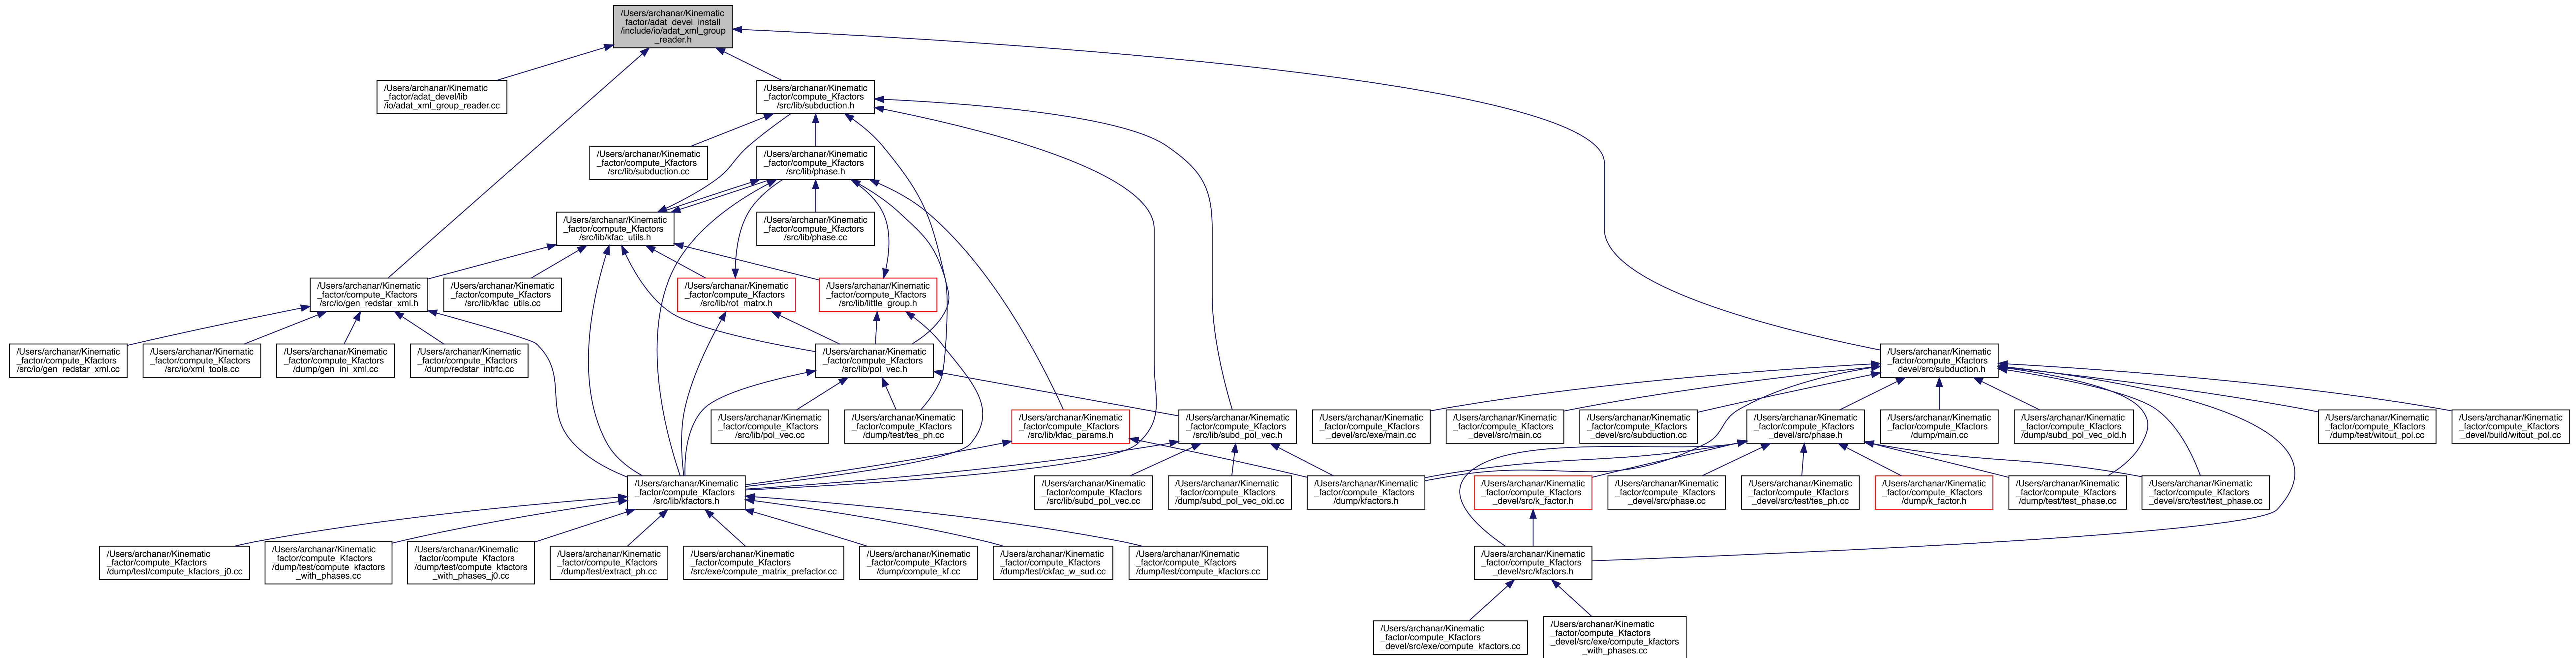 /Users/archanar/Kinematic
_factor/adat_devel_install
/include/io/adat_xml_group
_reader.h
/Users/archanar/Kinematic
_factor/adat_devel/lib
/io/adat_xml_group_reader.cc
/Users/archanar/Kinematic
_factor/compute_Kfactors
/src/lib/subduction.h
/Users/archanar/Kinematic
_factor/compute_Kfactors
/src/lib/subduction.cc
/Users/archanar/Kinematic
_factor/compute_Kfactors
/src/lib/phase.h
/Users/archanar/Kinematic
_factor/compute_Kfactors
/src/lib/kfac_utils.h
/Users/archanar/Kinematic
_factor/compute_Kfactors
/src/lib/phase.cc
/Users/archanar/Kinematic
_factor/compute_Kfactors
/src/io/gen_redstar_xml.h
/Users/archanar/Kinematic
_factor/compute_Kfactors
/src/lib/kfac_utils.cc
/Users/archanar/Kinematic
_factor/compute_Kfactors
/src/lib/rot_matrx.h
/Users/archanar/Kinematic
_factor/compute_Kfactors
/src/lib/little_group.h
/Users/archanar/Kinematic
_factor/compute_Kfactors
/src/io/gen_redstar_xml.cc
/Users/archanar/Kinematic
_factor/compute_Kfactors
/src/io/xml_tools.cc
/Users/archanar/Kinematic
_factor/compute_Kfactors
/dump/gen_ini_xml.cc
/Users/archanar/Kinematic
_factor/compute_Kfactors
/dump/redstar_intrfc.cc
/Users/archanar/Kinematic
_factor/compute_Kfactors
/src/lib/pol_vec.h
/Users/archanar/Kinematic
_factor/compute_Kfactors
_devel/src/subduction.h
/Users/archanar/Kinematic
_factor/compute_Kfactors
/src/lib/pol_vec.cc
/Users/archanar/Kinematic
_factor/compute_Kfactors
/dump/test/tes_ph.cc
/Users/archanar/Kinematic
_factor/compute_Kfactors
/src/lib/kfac_params.h
/Users/archanar/Kinematic
_factor/compute_Kfactors
/src/lib/subd_pol_vec.h
/Users/archanar/Kinematic
_factor/compute_Kfactors
_devel/src/exe/main.cc
/Users/archanar/Kinematic
_factor/compute_Kfactors
_devel/src/main.cc
/Users/archanar/Kinematic
_factor/compute_Kfactors
_devel/src/subduction.cc
/Users/archanar/Kinematic
_factor/compute_Kfactors
_devel/src/phase.h
/Users/archanar/Kinematic
_factor/compute_Kfactors
/dump/main.cc
/Users/archanar/Kinematic
_factor/compute_Kfactors
/dump/subd_pol_vec_old.h
/Users/archanar/Kinematic
_factor/compute_Kfactors
/dump/test/witout_pol.cc
/Users/archanar/Kinematic
_factor/compute_Kfactors
_devel/build/witout_pol.cc
/Users/archanar/Kinematic
_factor/compute_Kfactors
/src/lib/kfactors.h
/Users/archanar/Kinematic
_factor/compute_Kfactors
/src/lib/subd_pol_vec.cc
/Users/archanar/Kinematic
_factor/compute_Kfactors
/dump/subd_pol_vec_old.cc
/Users/archanar/Kinematic
_factor/compute_Kfactors
/dump/kfactors.h
/Users/archanar/Kinematic
_factor/compute_Kfactors
_devel/src/k_factor.h
/Users/archanar/Kinematic
_factor/compute_Kfactors
_devel/src/phase.cc
/Users/archanar/Kinematic
_factor/compute_Kfactors
_devel/src/test/tes_ph.cc
/Users/archanar/Kinematic
_factor/compute_Kfactors
/dump/k_factor.h
/Users/archanar/Kinematic
_factor/compute_Kfactors
/dump/test/test_phase.cc
/Users/archanar/Kinematic
_factor/compute_Kfactors
_devel/src/test/test_phase.cc
/Users/archanar/Kinematic
_factor/compute_Kfactors
/dump/test/compute_kfactors_j0.cc
/Users/archanar/Kinematic
_factor/compute_Kfactors
/dump/test/compute_kfactors
_with_phases.cc
/Users/archanar/Kinematic
_factor/compute_Kfactors
/dump/test/compute_kfactors
_with_phases_j0.cc
/Users/archanar/Kinematic
_factor/compute_Kfactors
/dump/test/extract_ph.cc
/Users/archanar/Kinematic
_factor/compute_Kfactors
/src/exe/compute_matrix_prefactor.cc
/Users/archanar/Kinematic
_factor/compute_Kfactors
/dump/compute_kf.cc
/Users/archanar/Kinematic
_factor/compute_Kfactors
/dump/test/ckfac_w_sud.cc
/Users/archanar/Kinematic
_factor/compute_Kfactors
/dump/test/compute_kfactors.cc
/Users/archanar/Kinematic
_factor/compute_Kfactors
_devel/src/kfactors.h
/Users/archanar/Kinematic
_factor/compute_Kfactors
_devel/src/exe/compute_kfactors.cc
/Users/archanar/Kinematic
_factor/compute_Kfactors
_devel/src/exe/compute_kfactors
_with_phases.cc